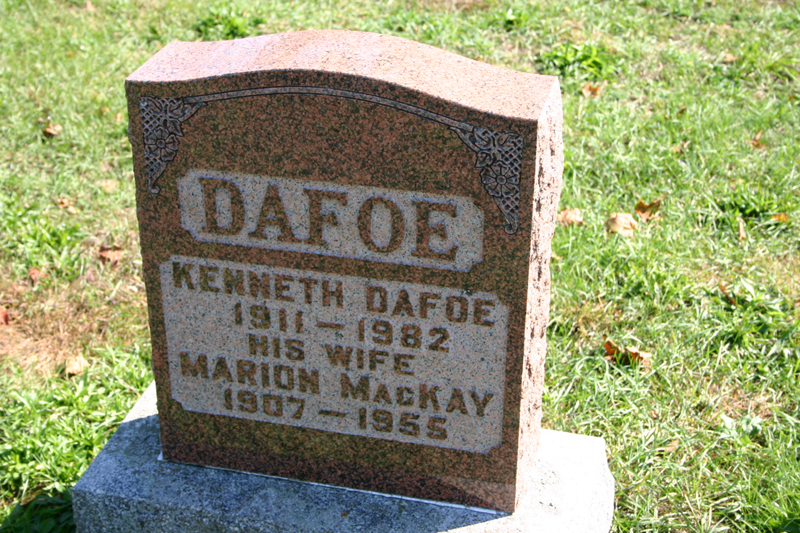 DAFOE
KENNETH DAFOE
1911 — 1982
HIS WIFE
MARION MacKAY
1907 — 1955